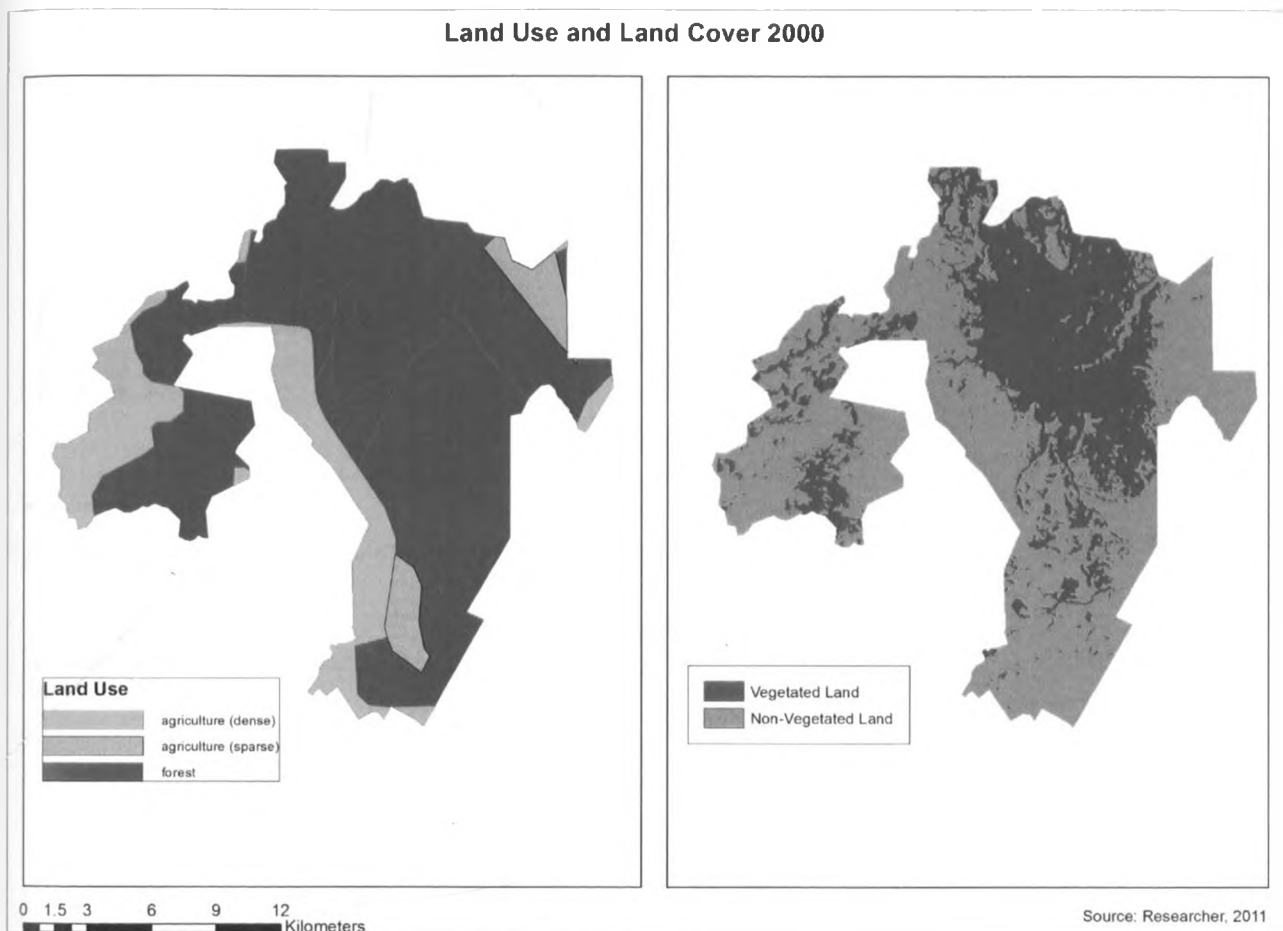 Land Use and Land Cover 2000
Land Use
agriculture (dense)
agriculture (sparse)
forest
Vegetated Land
Non-Vegetated Land
0 1.5 3 6 9 12
Kilometers
Source: Researcher, 2011